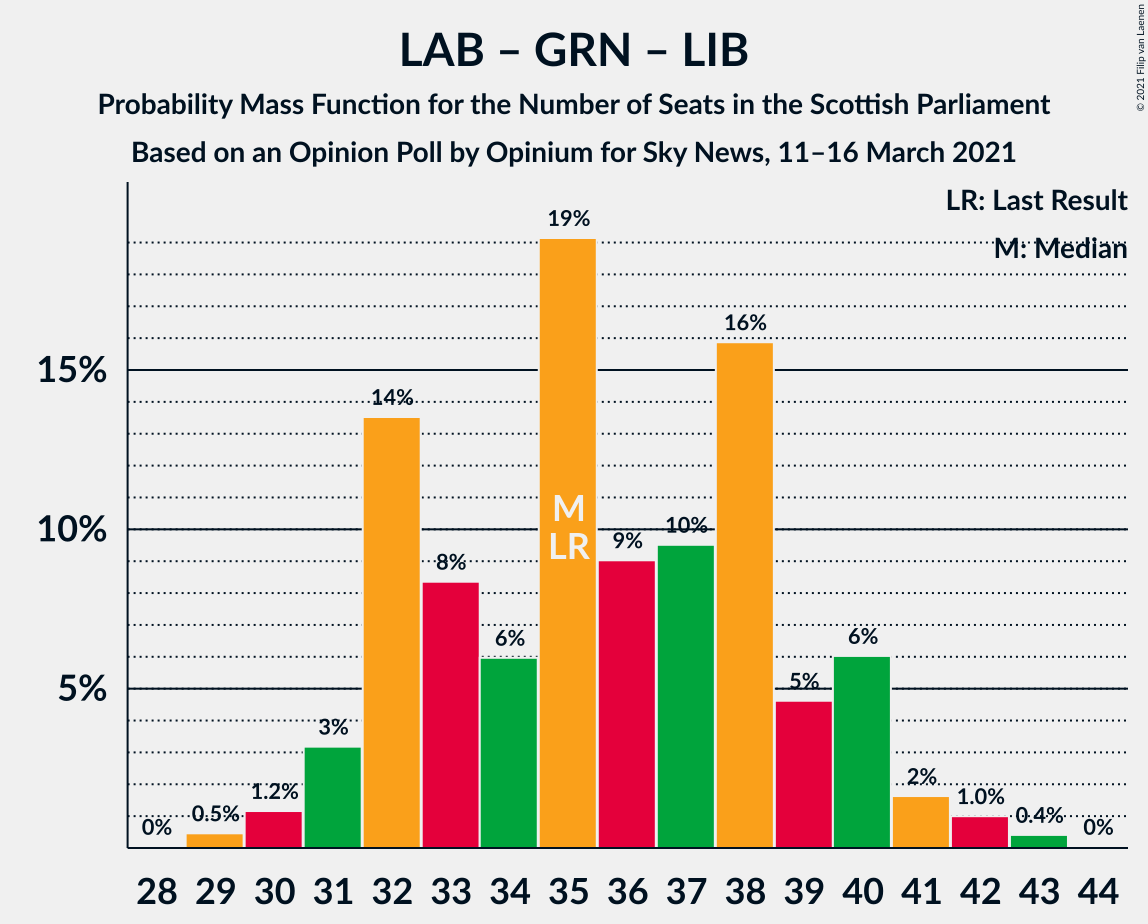 LAB – GRN – LIB
Probability Mass Function for the Number of Seats in the Scottish Parliament
Based on an Opinion Poll by Opinium for Sky News, 11–16 March 2021
© 2021 Filip van Laenen
LR: Last Result
M: Median
19%
16%
15%
14%
M
10%
10%
LR
9%
8%
6%
6%
5%
5%
3%
2%
1.2%
1.0%
0.5%
0.4%
0%
0%
28 29 30 31 32 33 34 35 36 37 38 39 40 41 42 43 44